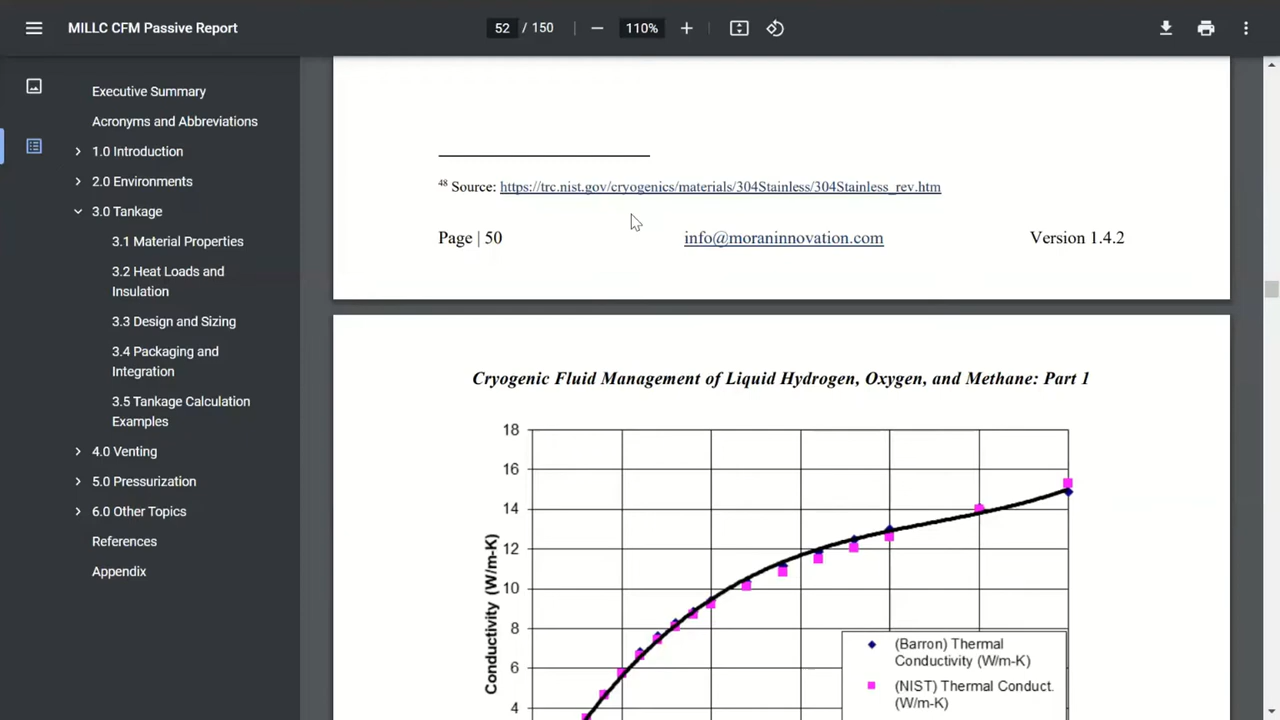 MILLC CFM Passive Report
52 / 150
110%
Executive Summary
Acronyms and Abbreviations
1.0 Introduction
2.0 Environments
3.0 Tankage
3.1 Material Properties
3.2 Heat Loads and
Insulation
3.3 Design and Sizing
3.4 Packaging and
Integration
3.5 Tankage Calculation
Examples
4.0 Venting
5.0 Pressurization
6.0 Other Topics
References
Appendix
48 Source: https://trc.nist.gov/cryogenics/materials/304Stainless/304Stainless_rev.htm
Page | 50 info@moraninnovation.com Version 1.4.2
Cryogenic Fluid Management of Liquid Hydrogen, Oxygen, and Methane: Part 1
18
16
14
12
10
8
6
4
Conductivity (W/m-K)
(Barron) Thermal
Conductivity (W/m-K)
(NIST) Thermal Conduct.
(W/m-K)